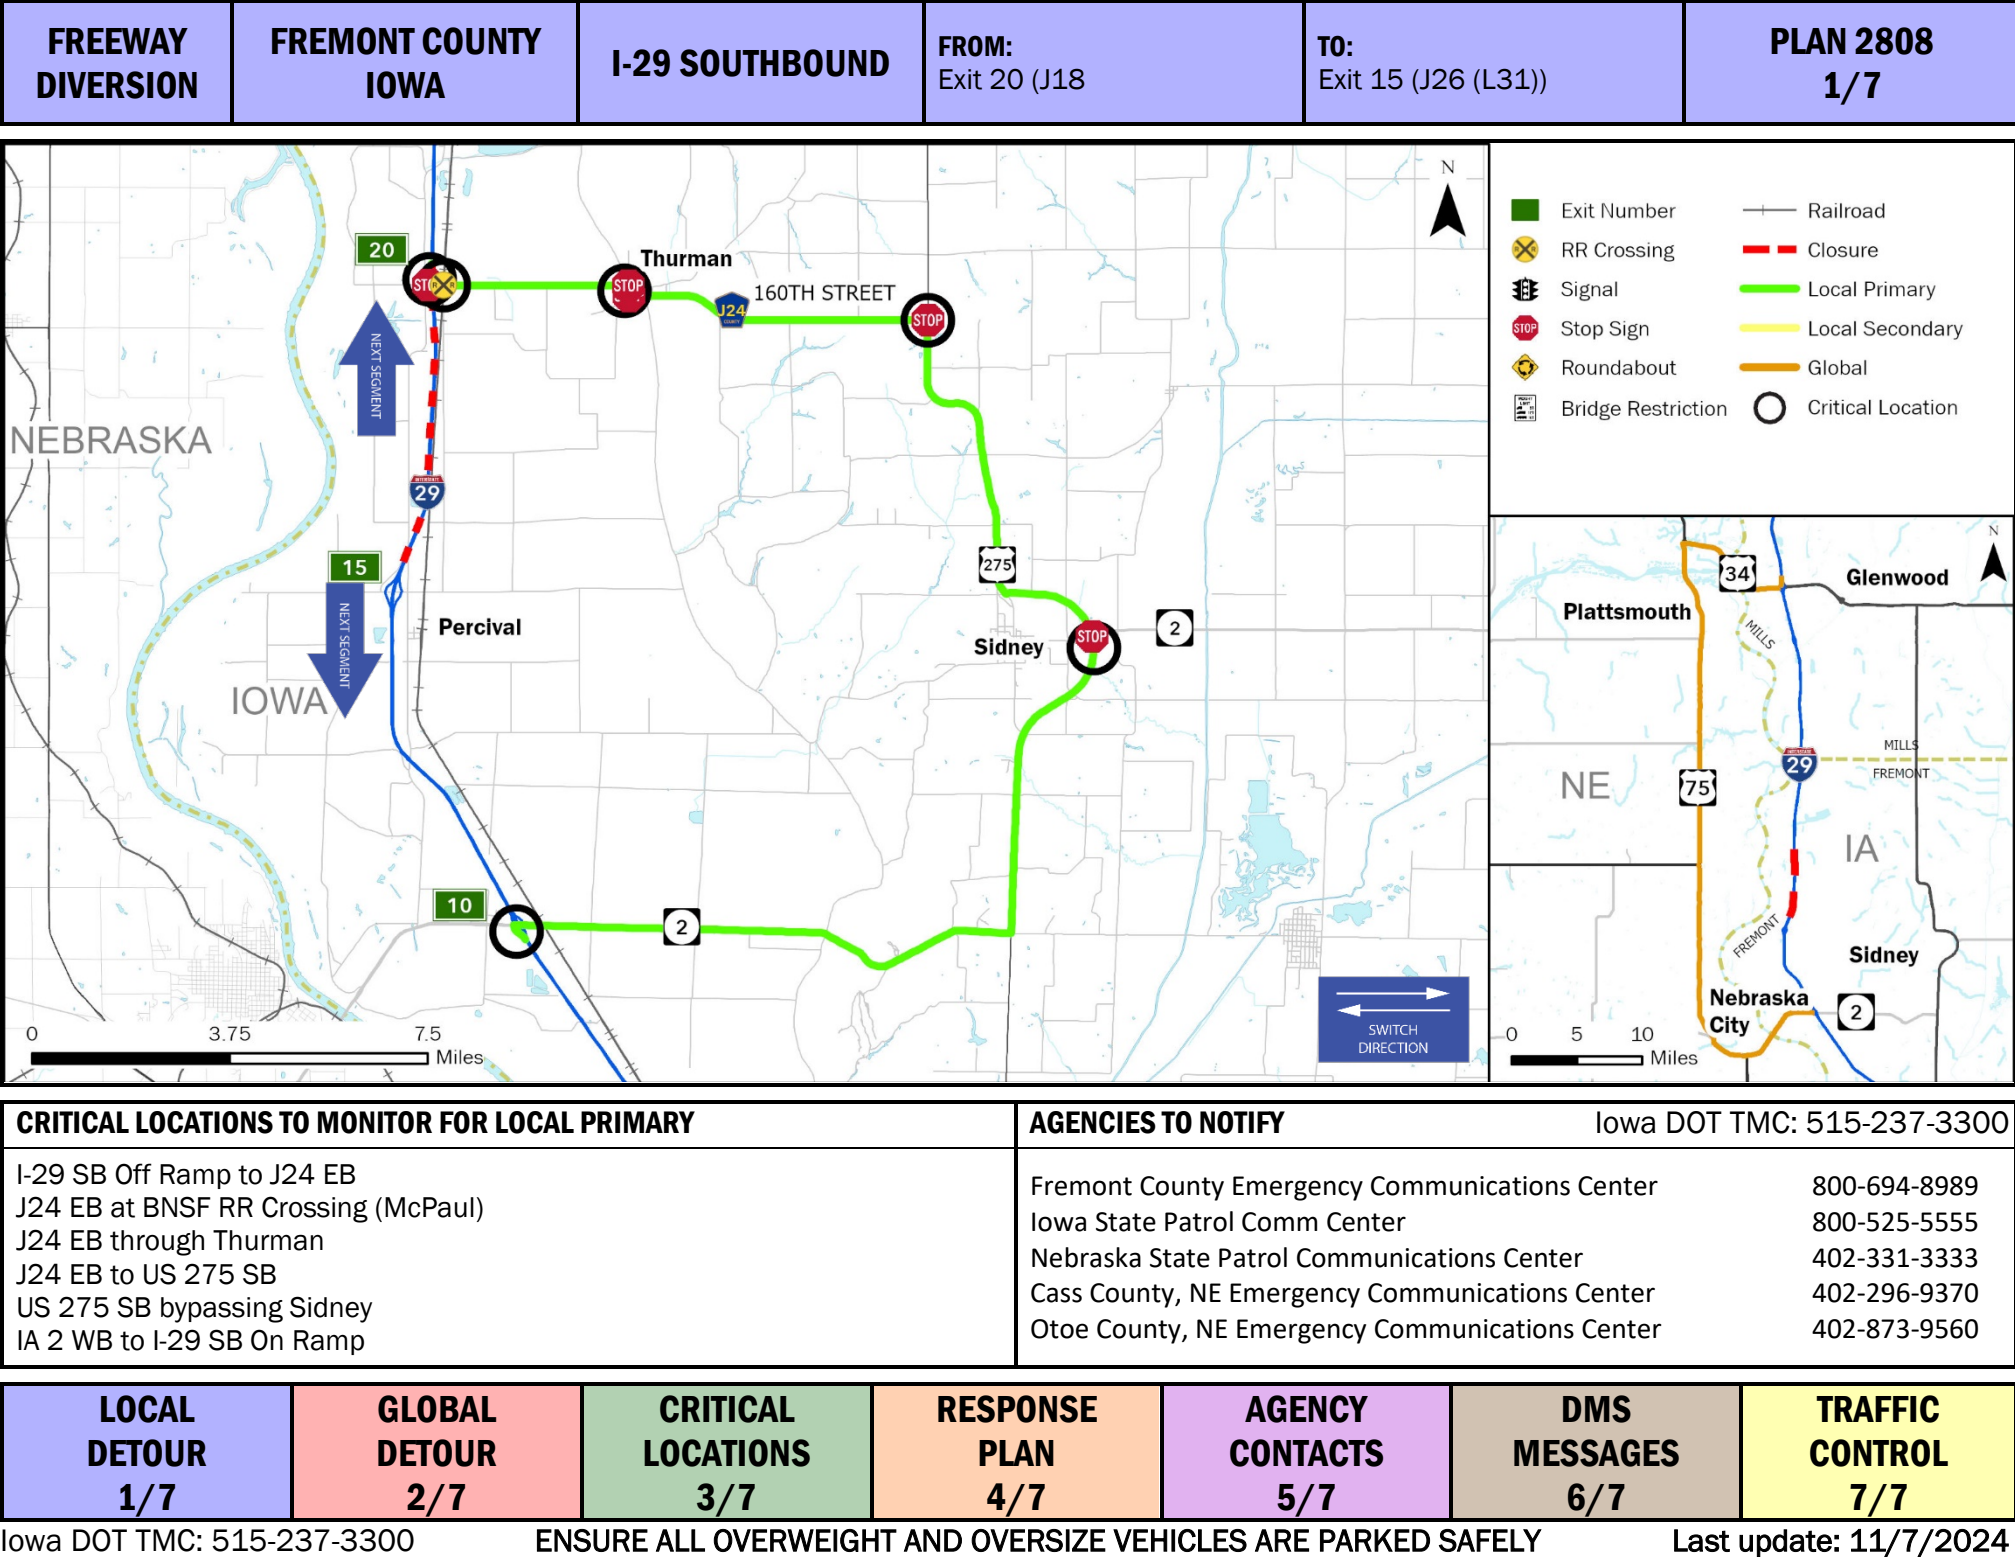 FREEWAY
DIVERSION
FREMONT COUNTY
IOWA
I-29 SOUTHBOUND
FROM:
Exit 20 (J18
TO:
Exit 15 (J26 (L31))
PLAN 2808
1/7
N
20
STOP
Thurman
STOP
J24
COUNTY
160TH STREET
STOP
NEXT SEGMENT
NEBRASKA
INTERSTATE
29
15
NEXT SEGMENT
275
Percival
IOWA
Sidney
STOP
2
10
2
0 3.75 7.5
Miles
SWITCH
DIRECTION
Exit Number
RR Crossing
Signal
STOP
Stop Sign
Roundabout
Bridge Restriction
Railroad
Closure
Local Primary
Local Secondary
Global
Critical Location
N
34
Glenwood
Plattsmouth
MILLS
INTERSTATE
29
MILLS
FREMONT
NE
75
IA
FREMONT
Sidney
Nebraska
City
2
0 5 10
Miles
CRITICAL LOCATIONS TO MONITOR FOR LOCAL PRIMARY
I-29 SB Off Ramp to J24 EB
J24 EB at BNSF RR Crossing (McPaul)
J24 EB through Thurman
J24 EB to US 275 SB
US 275 SB bypassing Sidney
IA 2 WB to I-29 SB On Ramp
AGENCIES TO NOTIFY Iowa DOT TMC: 515-237-3300
Fremont County Emergency Communications Center 800-694-8989
Iowa State Patrol Comm Center 800-525-5555
Nebraska State Patrol Communications Center 402-331-3333
Cass County, NE Emergency Communications Center 402-296-9370
Otoe County, NE Emergency Communications Center 402-873-9560
LOCAL
DETOUR
1/7
GLOBAL
DETOUR
2/7
CRITICAL
LOCATIONS
3/7
RESPONSE
PLAN
4/7
AGENCY
CONTACTS
5/7
DMS
MESSAGES
6/7
TRAFFIC
CONTROL
7/7
Iowa DOT TMC: 515-237-3300 ENSURE ALL OVERWEIGHT AND OVERSIZE VEHICLES ARE PARKED SAFELY Last update: 11/7/2024